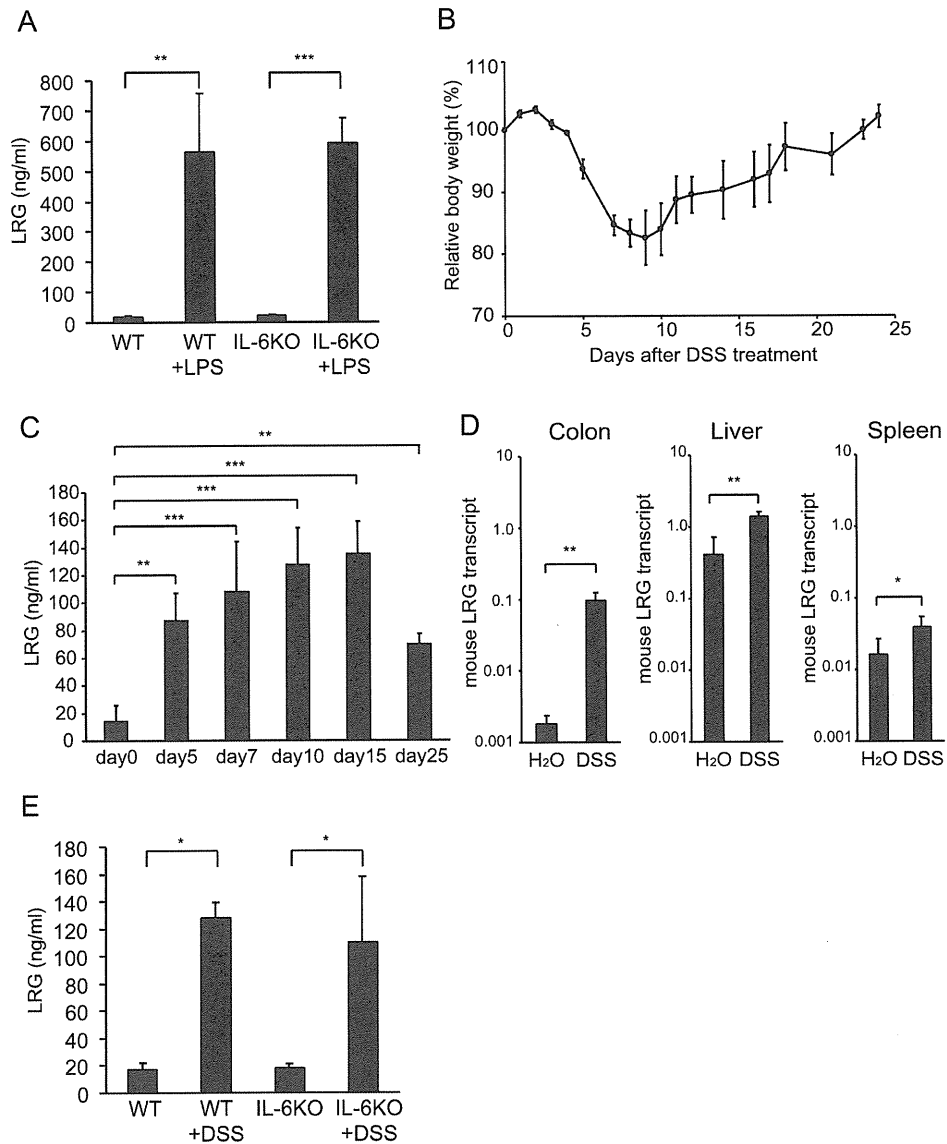 A
** ***
800
700
600
500
400
300
200
100
0
LRG (ng/ml)
WT WT IL-6KO IL-6KO
+LPS +LPS
B
110
100
90
80
70
Relative body weight (%)
0 5 10 15 20 25
Days after DSS treatment
C
**
***
***
***
**
180
160
140
120
100
80
60
40
20
0
LRG (ng/ml)
day0 day5 day7 day10 day15 day25
D
Colon
10
1.0
0.1
0.01
0.001
mouse LRG transcript
**
H2O DSS
Liver
10
1.0
0.1
0.01
0.001
mouse LRG transcript
**
H2O DSS
Spleen
10
1.0
0.1
0.01
0.001
mouse LRG transcript
*
H2O DSS
E
* *
180
160
140
120
100
80
60
40
20
0
LRG (ng/ml)
WT WT IL-6KO IL-6KO
+DSS +DSS